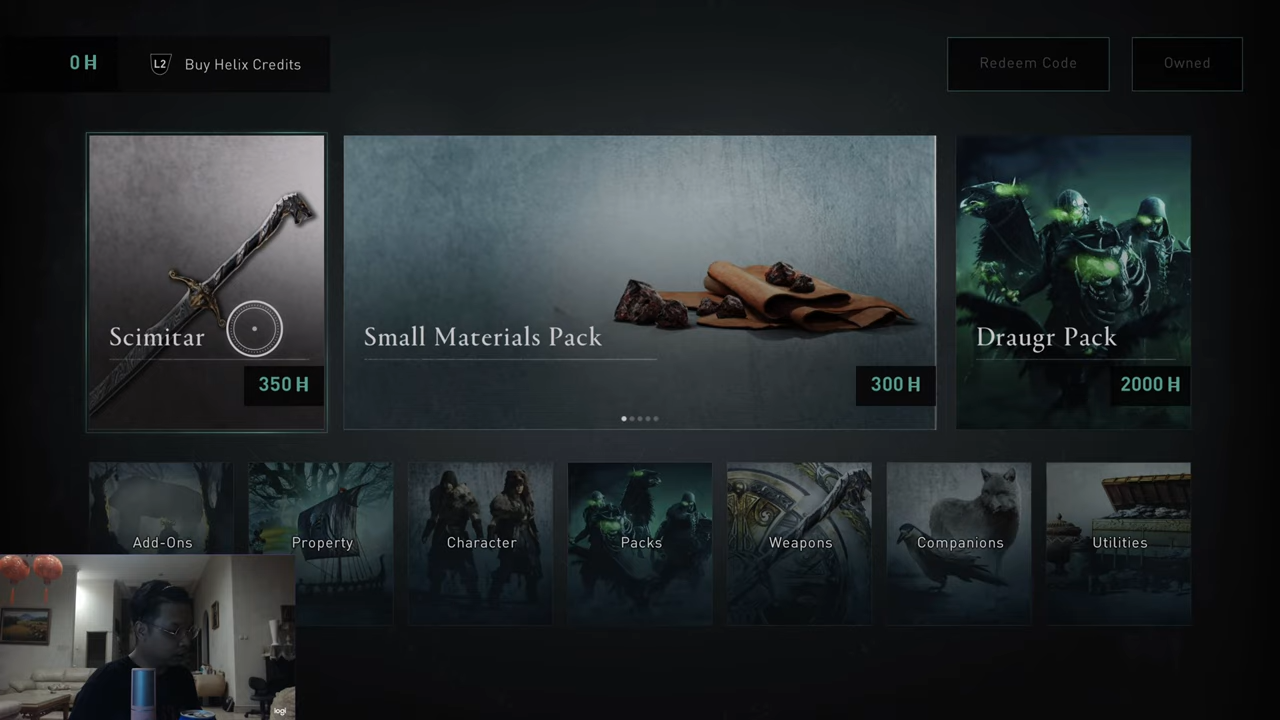 0 H
L2 Buy Helix Credits
Redeem Code
Owned
Scimitar
350 H
Small Materials Pack
300 H
Draugr Pack
2000 H
Add-Ons
Property
Character
Packs
Weapons
Companions
Utilities
logi